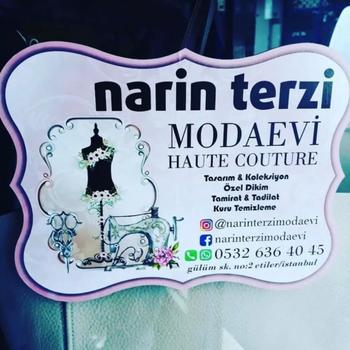 narin terzi
MODAEVİ
HAUTE COUTURE
Tasarım & Koleksiyon
Özel Dikim
Tamirat & Tadilat
Kuru Temizleme
@narinterzimodaevi
narinterzimodaevi
0532 636 40 45
gülüm sk. no:2 etiler/istanbul